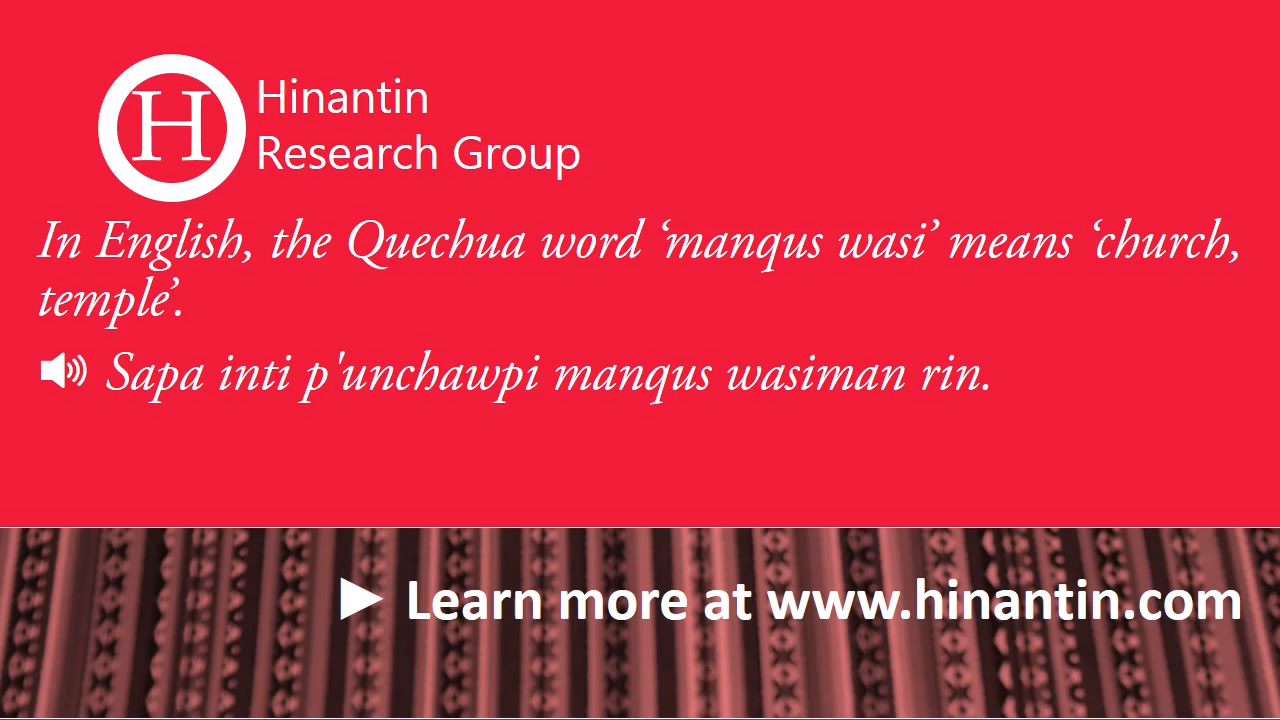 H
Hinantin
Research Group
In English, the Quechua word ‘manqus wasi’ means ‘church,
temple’.
Sapa inti p'unchawpi manqus wasiman rin.
Learn more at www.hinantin.com